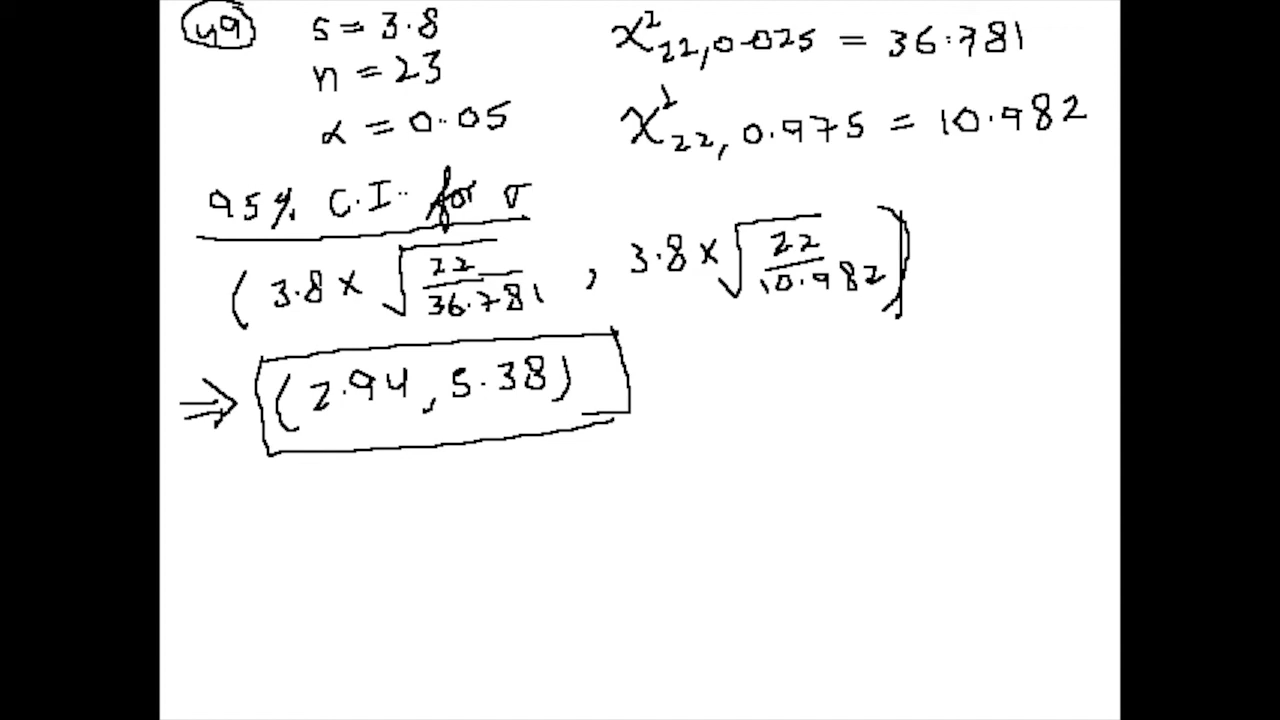 49 s = 3.8
n = 23
α = 0.05
χ²22,0.025 = 36.781
χ²22,0.975 = 10.982
95% C.I. for σ
(3.8 × √22/36.781 , 3.8 × √22/10.982)
⇒ (2.94, 5.38)